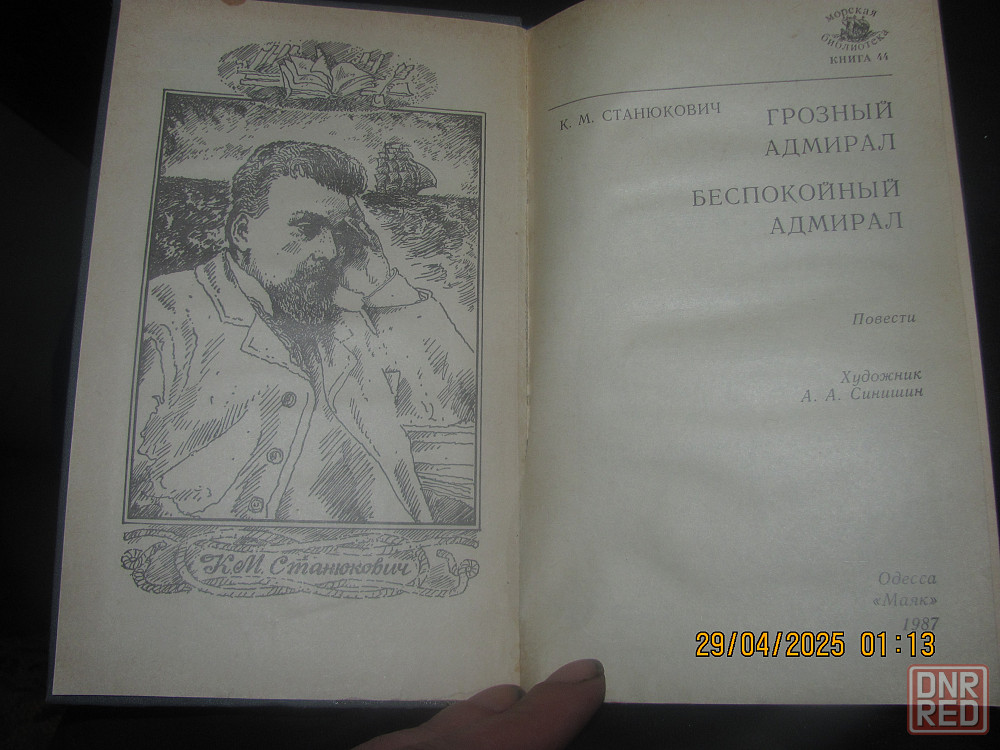 К. М. Станюкович
морская
библиотека
КНИГА 44
К. М. СТАНЮКОВИЧ
ГРОЗНЫЙ
АДМИРАЛ
БЕСПОКОЙНЫЙ
АДМИРАЛ
Повести
Художник
А. А. Синишин
Одесса
«Маяк»
1987
29/04/2025 01:13
DNR
RED